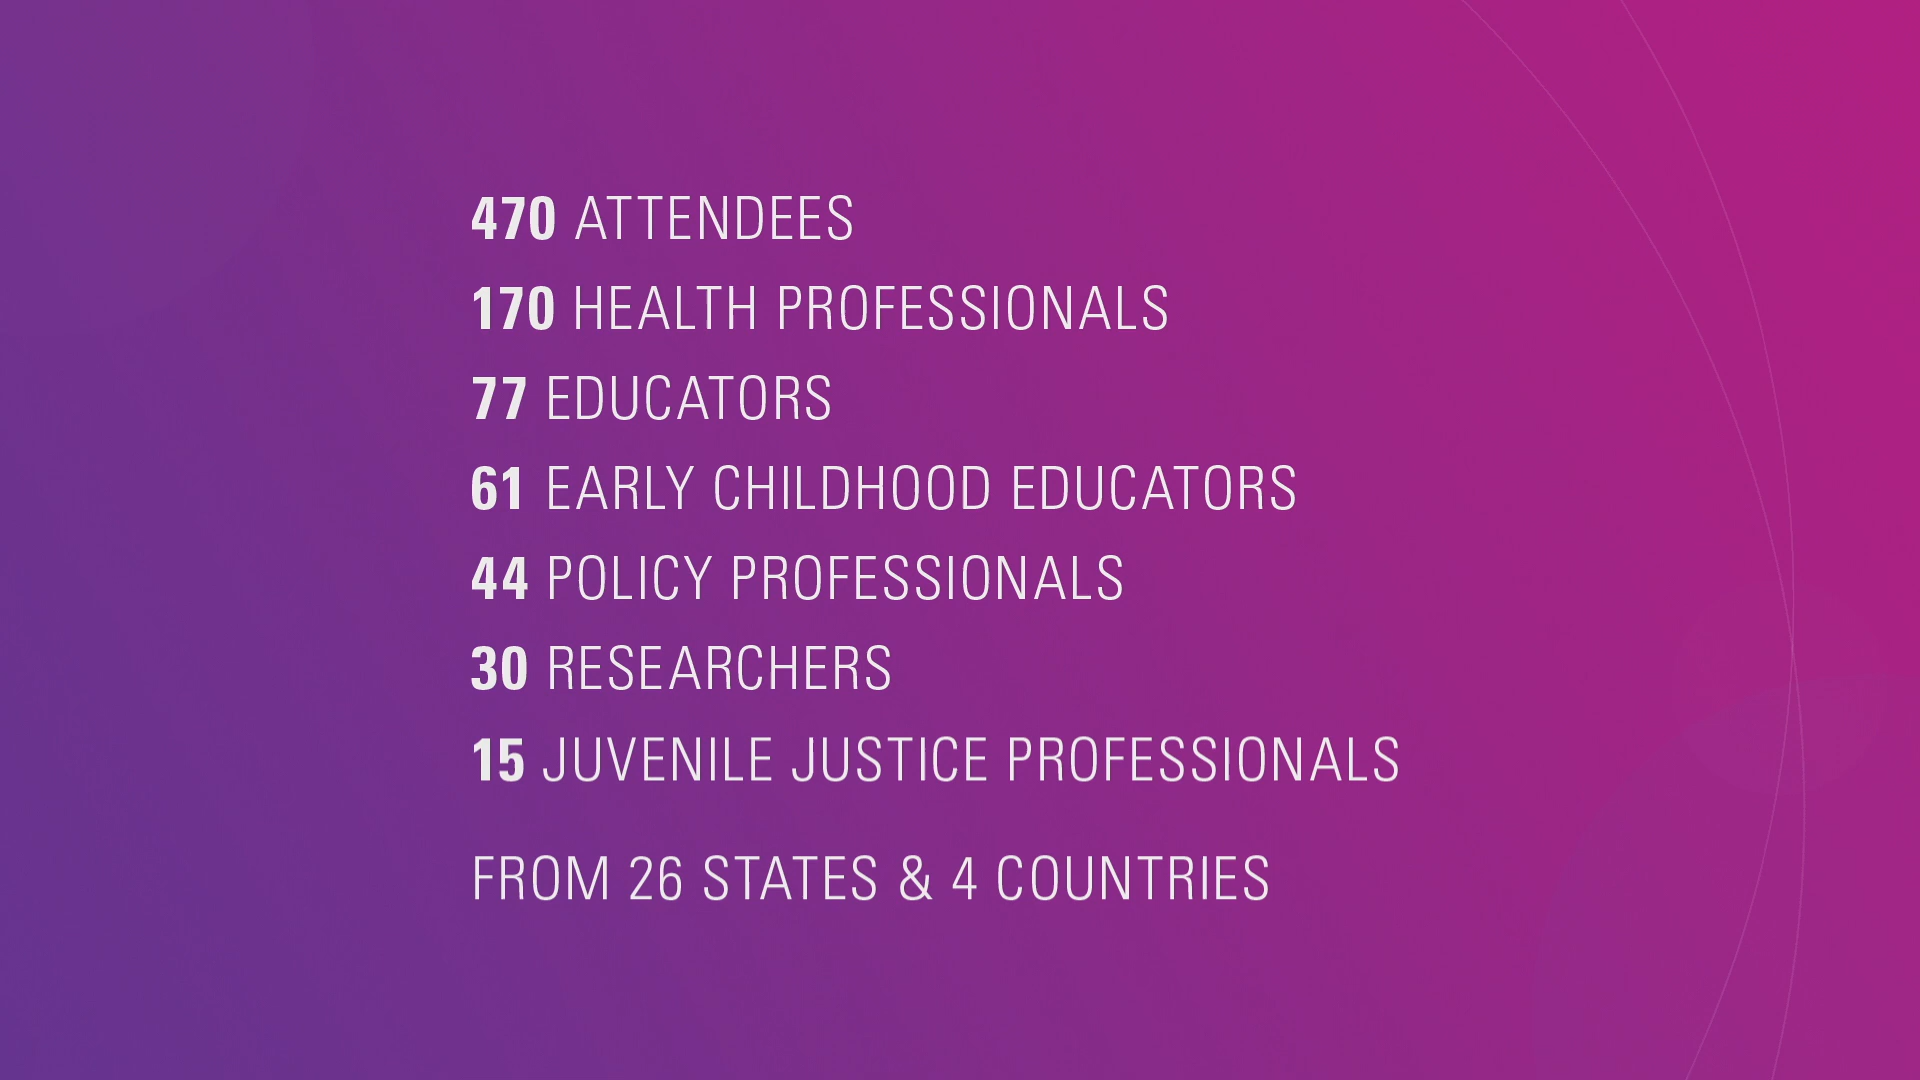 470 ATTENDEES
170 HEALTH PROFESSIONALS
77 EDUCATORS
61 EARLY CHILDHOOD EDUCATORS
44 POLICY PROFESSIONALS
30 RESEARCHERS
15 JUVENILE JUSTICE PROFESSIONALS
FROM 26 STATES & 4 COUNTRIES